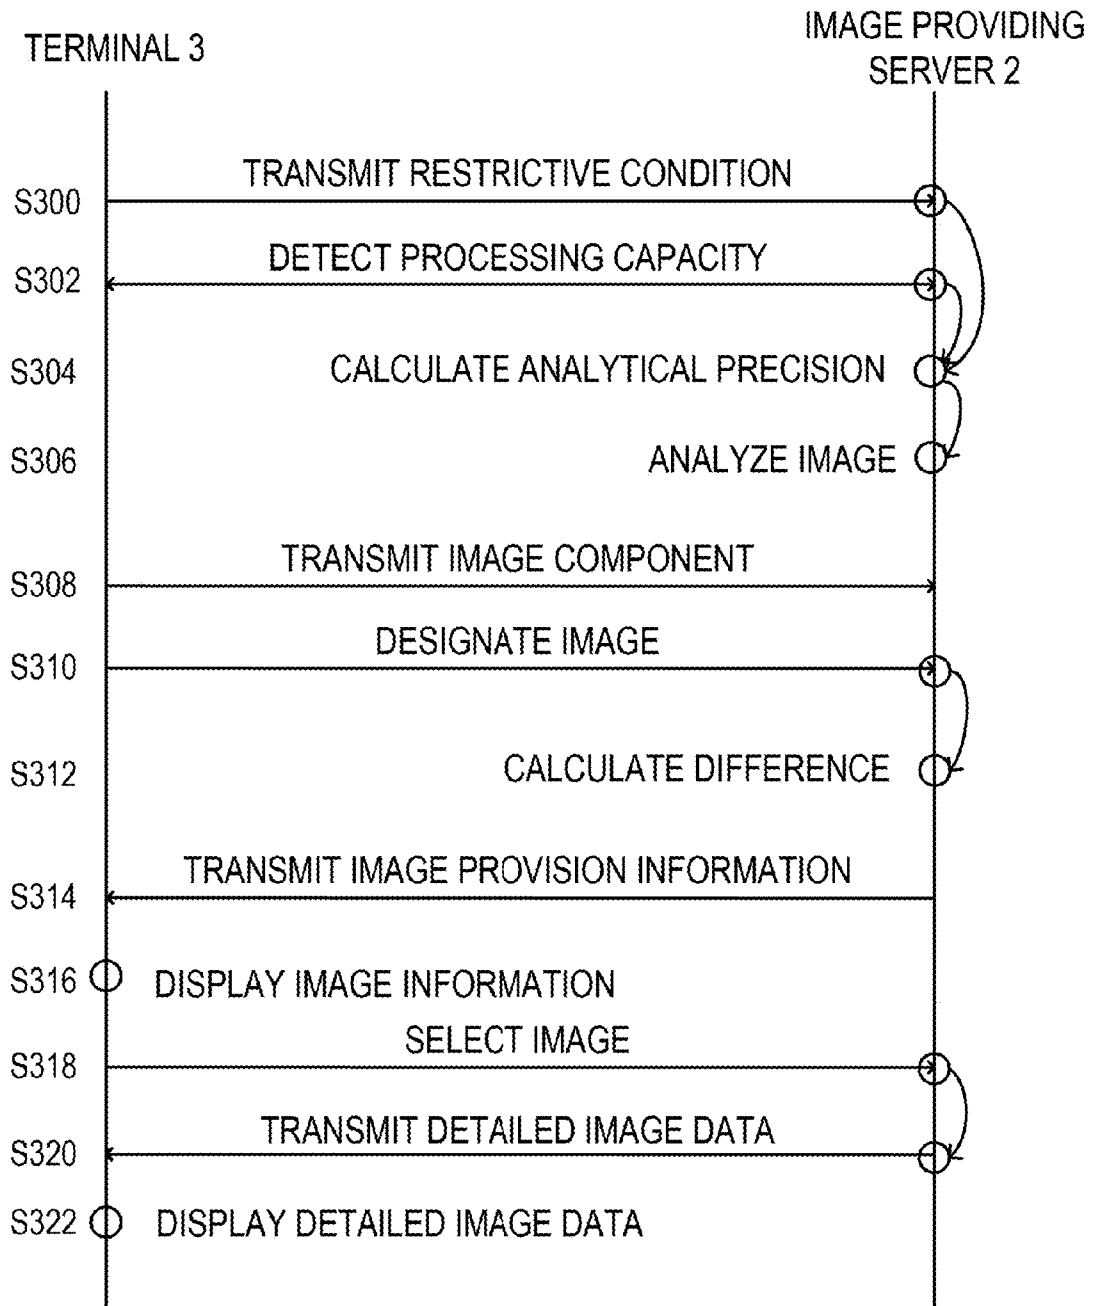 TERMINAL 3
IMAGE PROVIDING
SERVER 2
TRANSMIT RESTRICTIVE CONDITION
S300
DETECT PROCESSING CAPACITY
S302
S304 CALCULATE ANALYTICAL PRECISION
S306 ANALYZE IMAGE
TRANSMIT IMAGE COMPONENT
S308
DESIGNATE IMAGE
S310
S312 CALCULATE DIFFERENCE
TRANSMIT IMAGE PROVISION INFORMATION
S314
S316 DISPLAY IMAGE INFORMATION
SELECT IMAGE
S318
TRANSMIT DETAILED IMAGE DATA
S320
S322 DISPLAY DETAILED IMAGE DATA